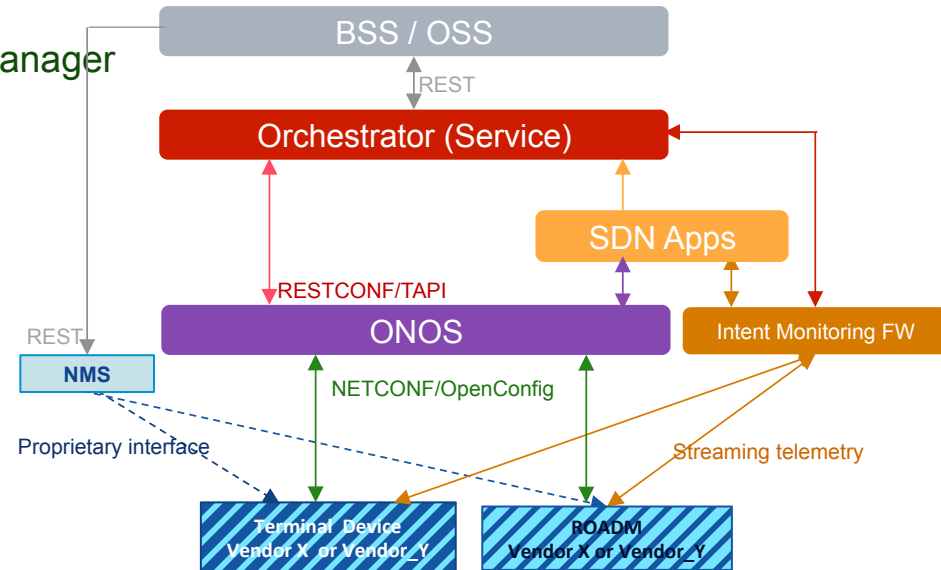 BSS / OSS
anager
REST
Orchestrator (Service)
SDN Apps
RESTCONF/TAPI
REST
ONOS
Intent Monitoring FW
NMS
NETCONF/OpenConfig
Proprietary interface
Streaming telemetry
Terminal Device
Vendor X or Vendor_Y
ROADM
Vendor X or Vendor_Y